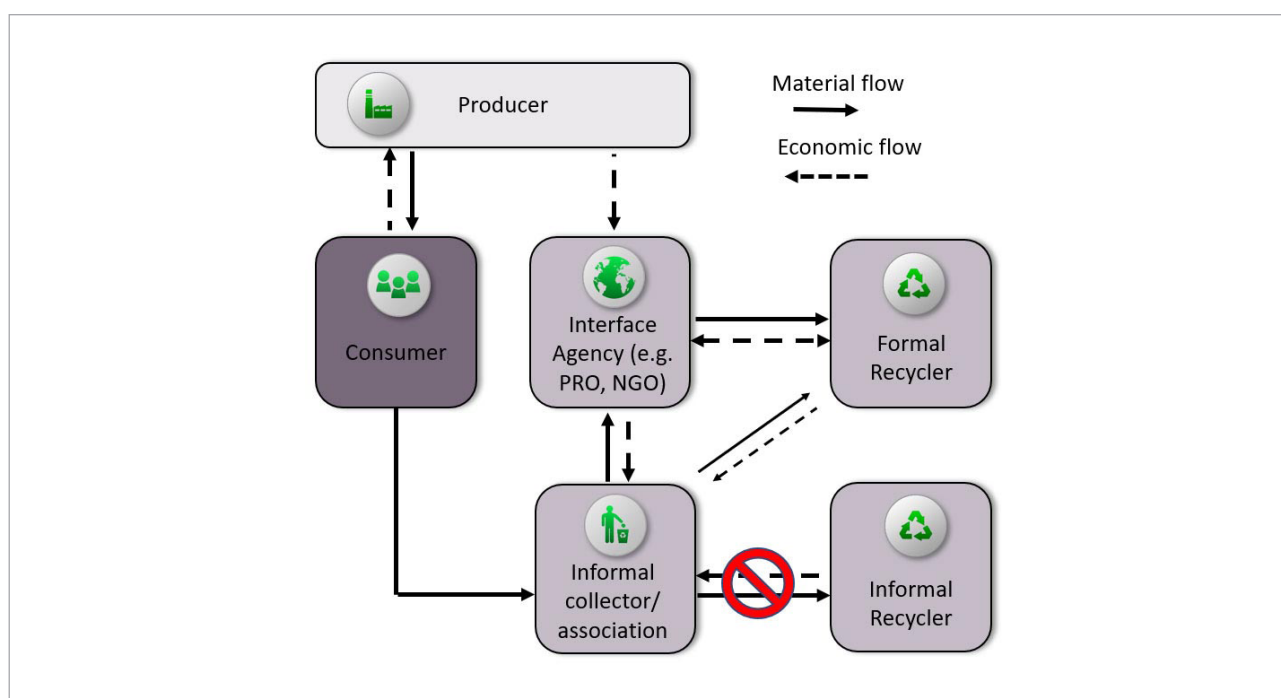 Producer
Material flow
Economic flow
Consumer
Interface
Agency (e.g.
PRO, NGO)
Formal
Recycler
Informal
collector/
association
Informal
Recycler